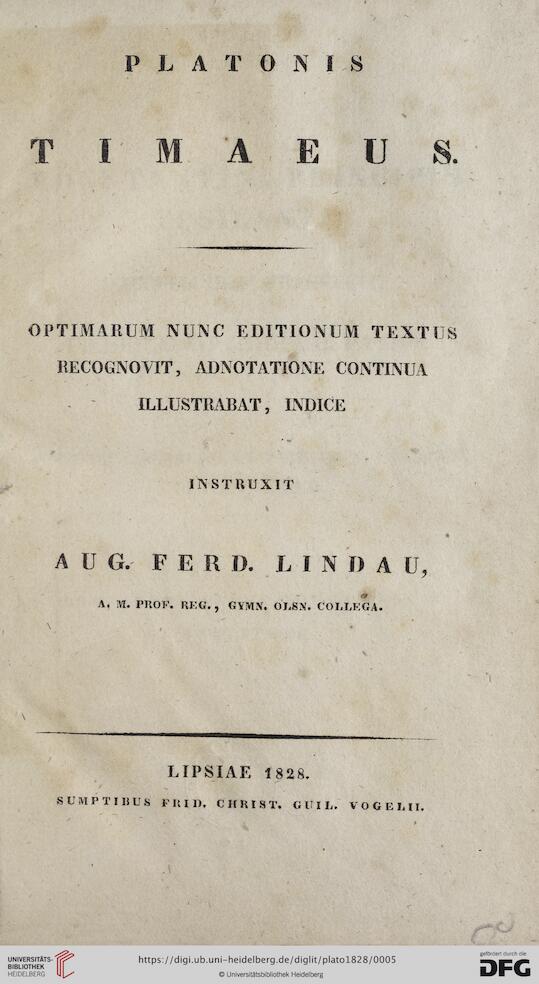 PLATONIS
TIMAEUS.
OPTIMARUM NUNC EDITIONUM TEXTUS
RECOGNOVIT, ADNOTATIONE CONTINUA
ILLUSTRABAT, INDICE
INSTRUXIT
AUG. FERD. LINDAU,
A. M. PROF. REG., GYMN. OLSN. COLLEGA.
LIPSIAE 1828.
SUMPTIBUS FRID. CHRIST. GUIL. VOGELII.
UNIVERSITÄTS-
BIBLIOTHEK
HEIDELBERG
https://digi.ub.uni-heidelberg.de/diglit/plato1828/0005
© Universitätsbibliothek Heidelberg
gefördert durch die
DFG